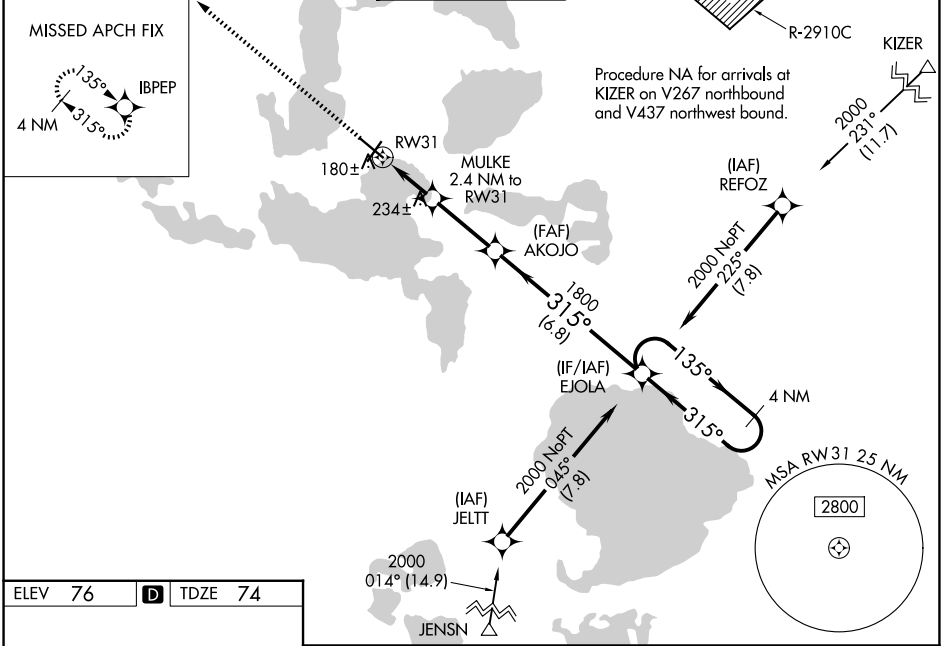 MISSED APCH FIX
135°
IBPEP
4 NM
315°
R-2910C
KIZER
Procedure NA for arrivals at
KIZER on V267 northbound
and V437 northwest bound.
2000
231°
(11.7)
RW31
180±
MULKE
2.4 NM to
RW31
234±
(IAF)
REFOZ
(FAF)
AKOJO
2000 NoPT
225°
(7.8)
1800
315°
(6.8)
(IF/IAF)
EJOLA
135°
4 NM
315°
2000 NoPT
045°
(7.8)
(IAF)
JELTT
MSA RW31 25 NM
2800
2000
014° (14.9)
JENSN
ELEV 76 D TDZE 74